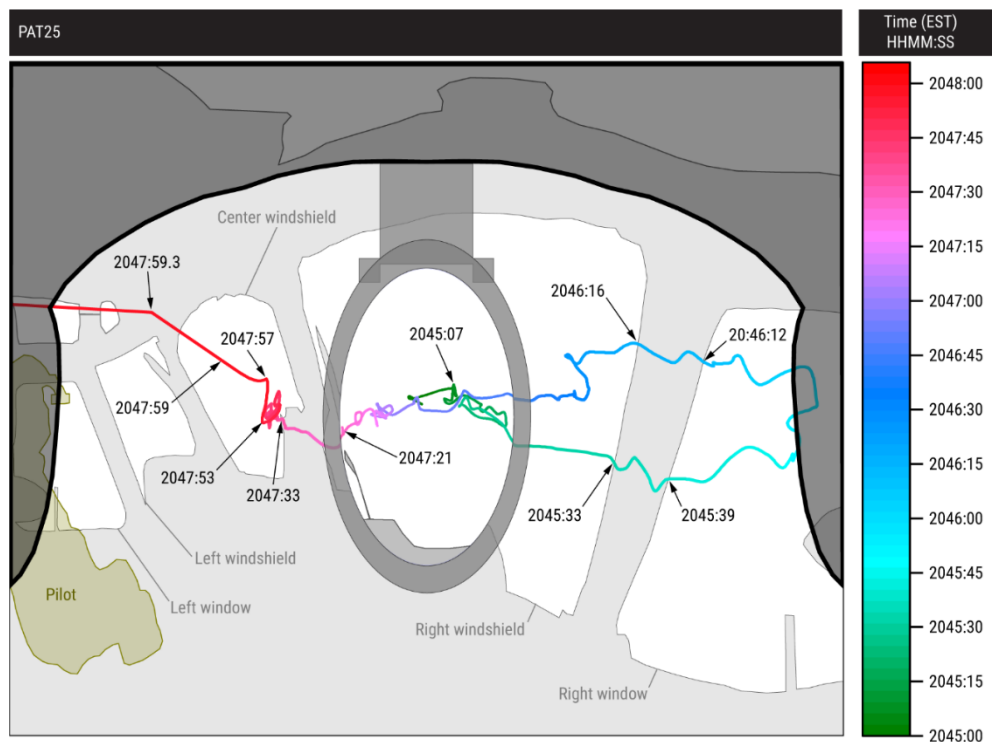 PAT25
Time (EST)
HHMM:SS
Center windshield
2047:59.3
2047:57
2045:07
2046:16
20:46:12
2047:59
2047:53
2047:33
2047:21
2045:33
2045:39
Left windshield
Left window
Pilot
Right windshield
Right window
2048:00
2047:45
2047:30
2047:15
2047:00
2046:45
2046:30
2046:15
2046:00
2045:45
2045:30
2045:15
2045:00